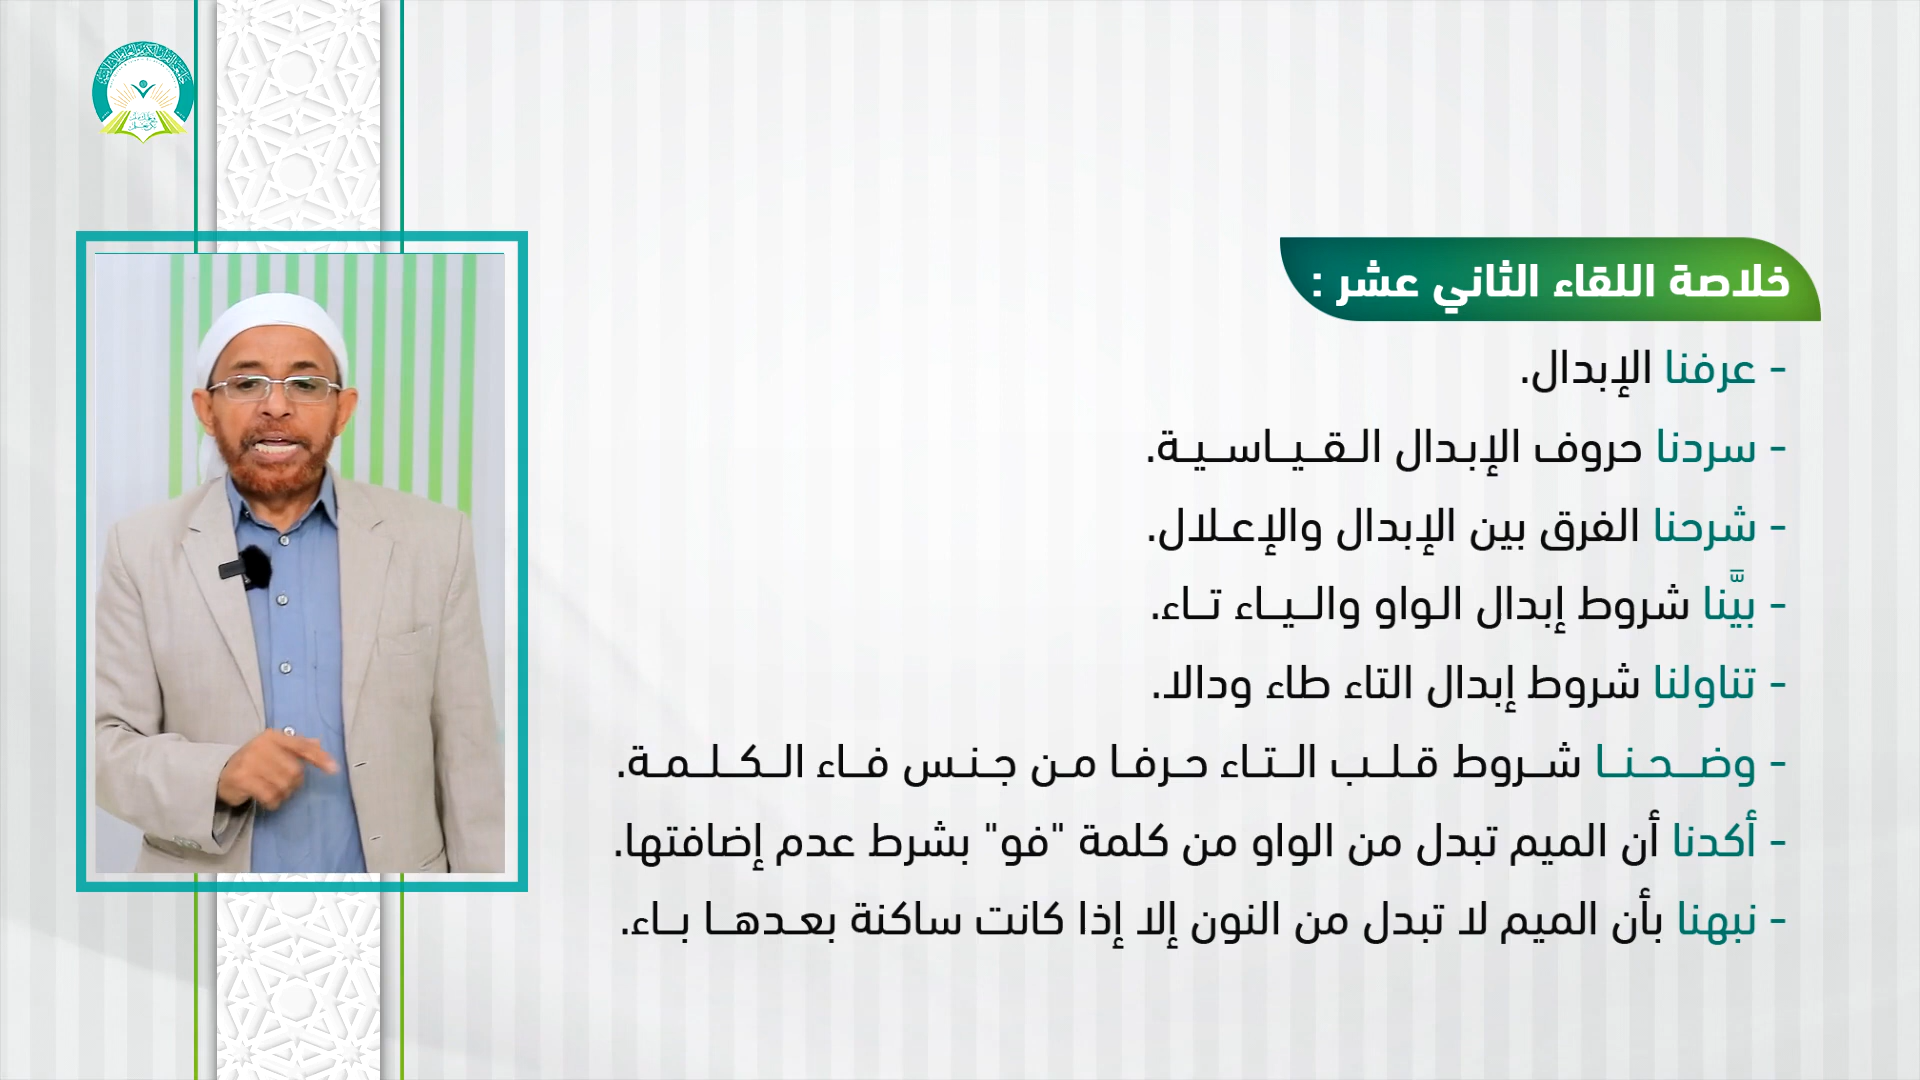 خلاصة اللقاء الثاني عشر :
- عرفنا الإبدال.
- سردنا حروف الإبدال القياسية.
- شرحنا الفرق بين الإبدال والإعلال.
- بيَّنا شروط إبدال الواو والياء تاء.
- تناولنا شروط إبدال التاء طاء ودالا.
- وضحنا شروط قلب التاء حرفا من جنس فاء الكلمة.
- أكدنا أن الميم تبدل من الواو من كلمة "فو" بشرط عدم إضافتها.
- نبهنا بأن الميم لا تبدل من النون إلا إذا كانت ساكنة بعدها باء.